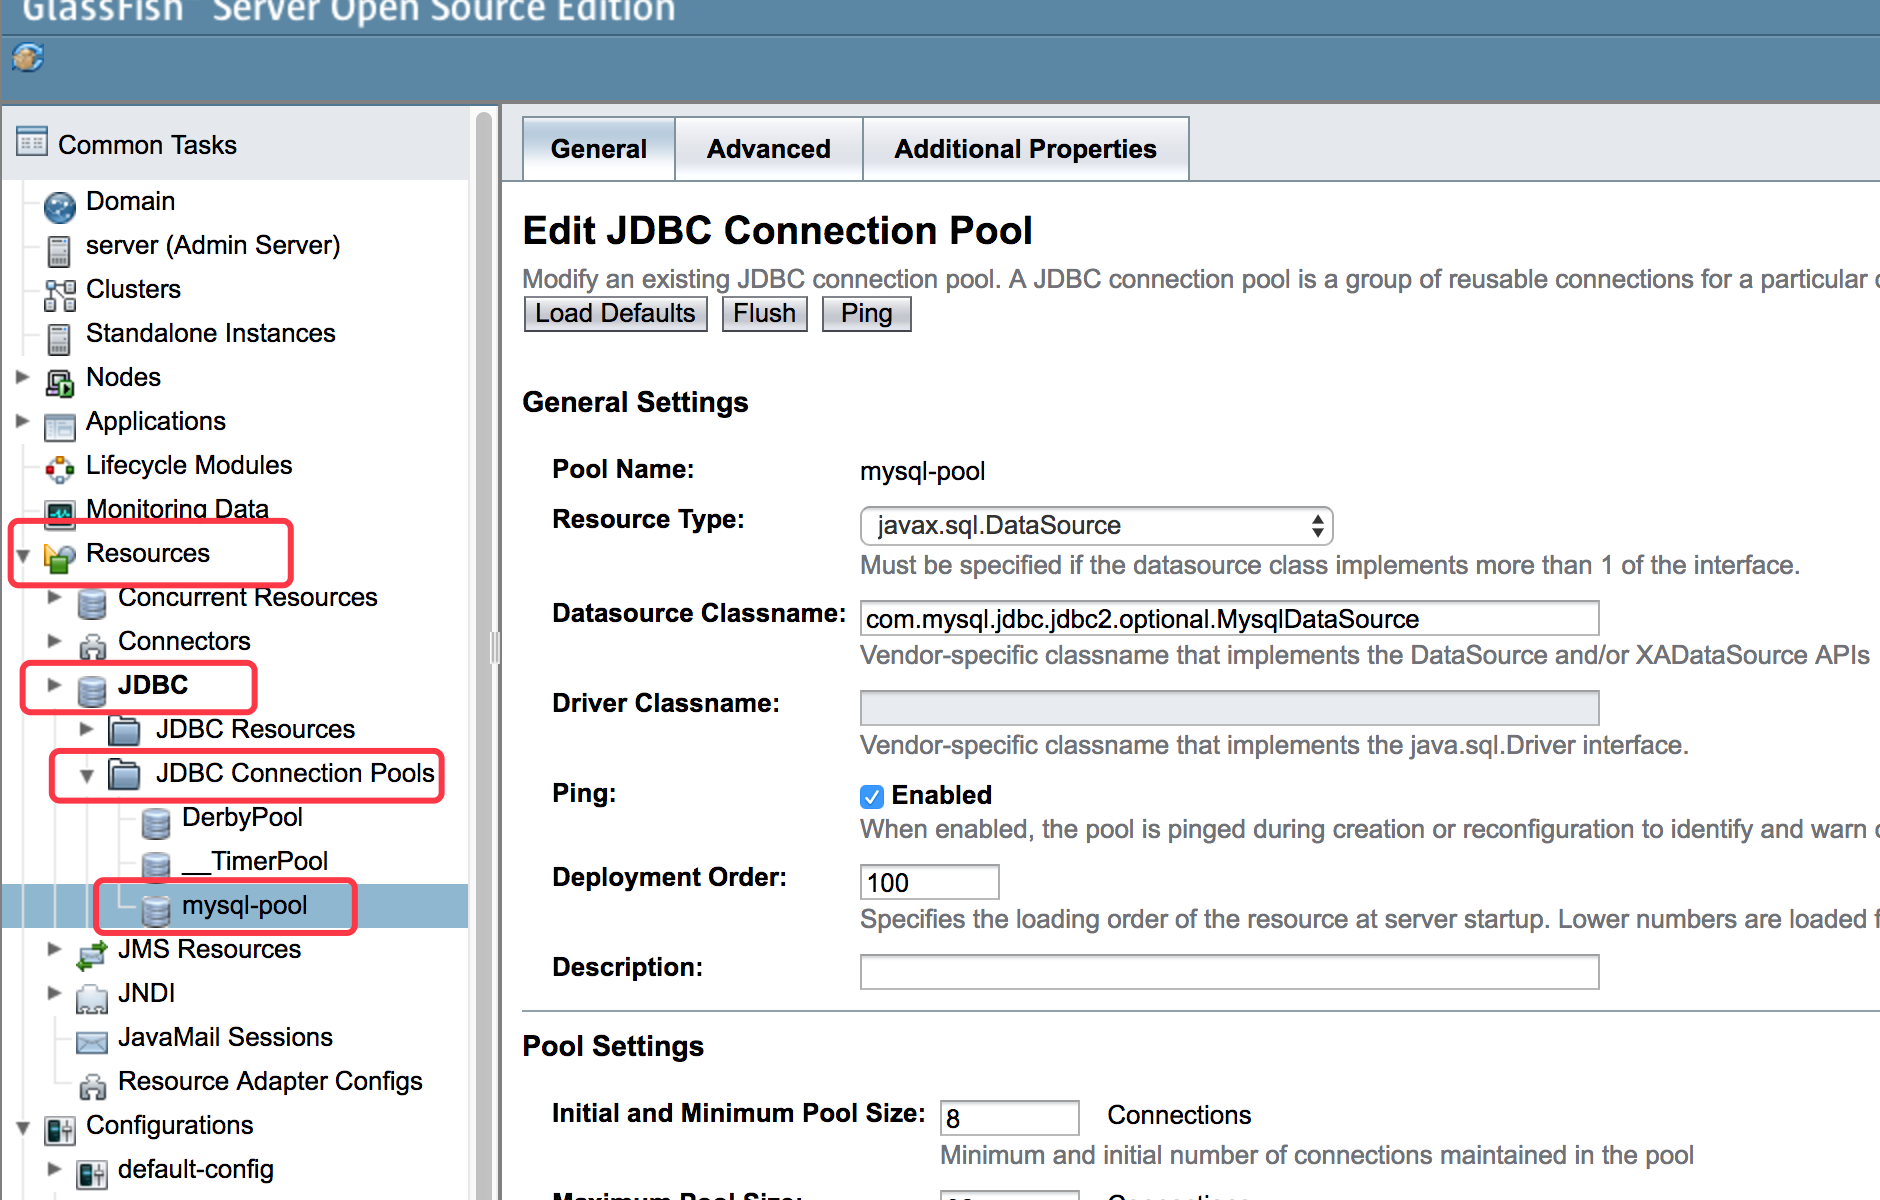 GlassFish™ Server Open Source Edition
Common Tasks
Domain
server (Admin Server)
Clusters
Standalone Instances
Nodes
Applications
Lifecycle Modules
Monitoring Data
Resources
Concurrent Resources
Connectors
JDBC
JDBC Resources
JDBC Connection Pools
DerbyPool
__TimerPool
mysql-pool
JMS Resources
JNDI
JavaMail Sessions
Resource Adapter Configs
Configurations
default-config
General Advanced Additional Properties
Edit JDBC Connection Pool
Modify an existing JDBC connection pool. A JDBC connection pool is a group of reusable connections for a particular
Load Defaults Flush Ping
General Settings
Pool Name: mysql-pool
Resource Type: javax.sql.DataSource
Must be specified if the datasource class implements more than 1 of the interface.
Datasource Classname: com.mysql.jdbc.jdbc2.optional.MysqlDataSource
Vendor-specific classname that implements the DataSource and/or XADataSource APIs
Driver Classname:
Vendor-specific classname that implements the java.sql.Driver interface.
Ping: Enabled
When enabled, the pool is pinged during creation or reconfiguration to identify and warn
Deployment Order: 100
Specifies the loading order of the resource at server startup. Lower numbers are loaded
Description:
Pool Settings
Initial and Minimum Pool Size: 8 Connections
Minimum and initial number of connections maintained in the pool
Maximum Pool Size: Connections